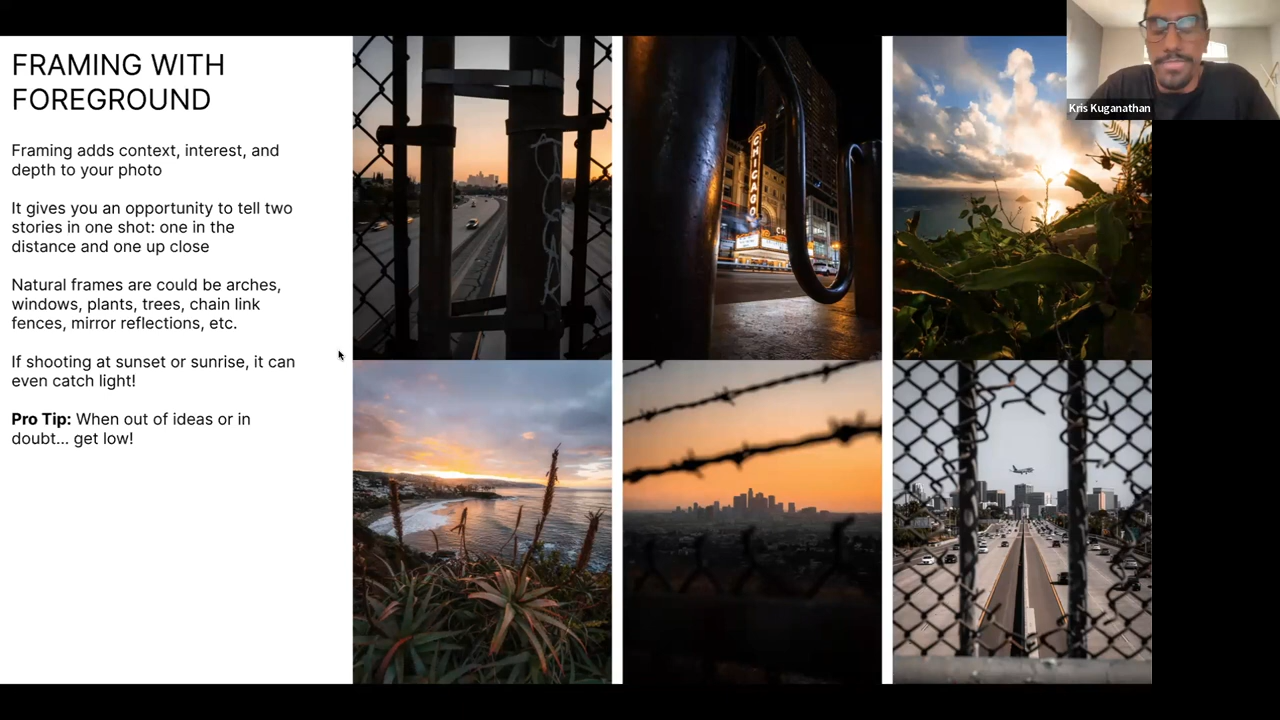 FRAMING WITH
FOREGROUND
Framing adds context, interest, and
depth to your photo
It gives you an opportunity to tell two
stories in one shot: one in the
distance and one up close
Natural frames are could be arches,
windows, plants, trees, chain link
fences, mirror reflections, etc.
If shooting at sunset or sunrise, it can
even catch light!
Pro Tip: When out of ideas or in
doubt... get low!
CHICAGO
CH
Kris Kuganathan